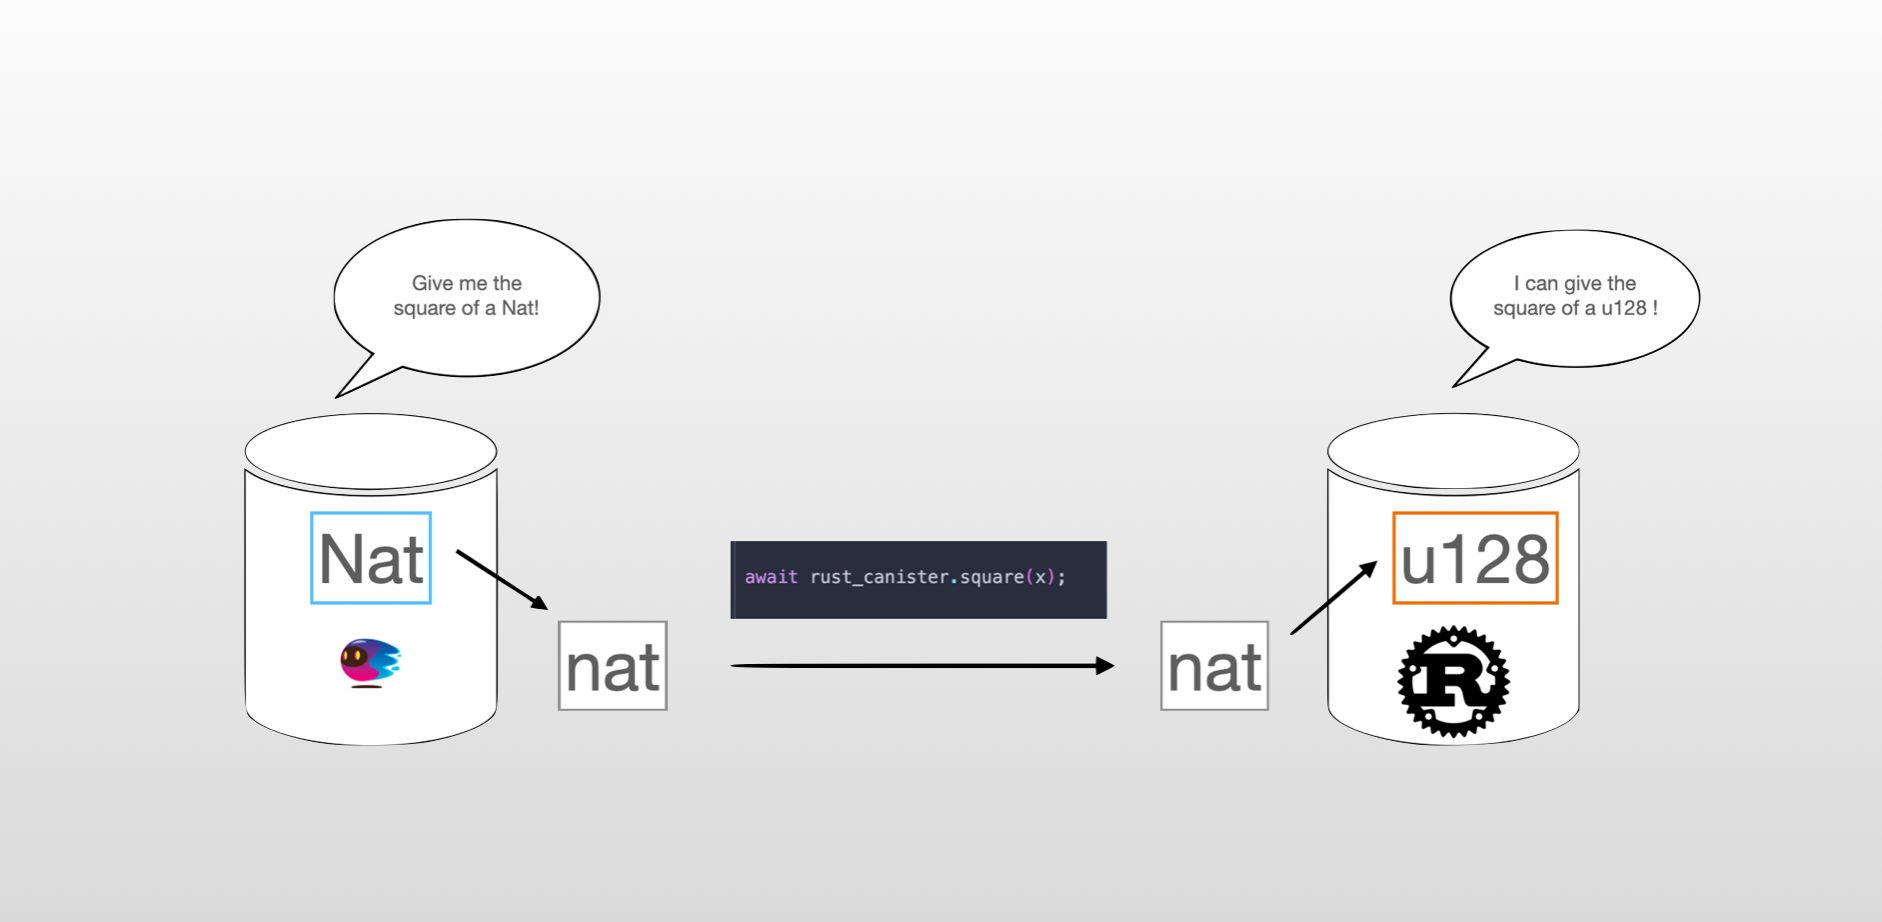 Give me the
square of a Nat!
I can give the
square of a u128 !
Nat
u128
await rust_canister.square(x);
nat
nat
R